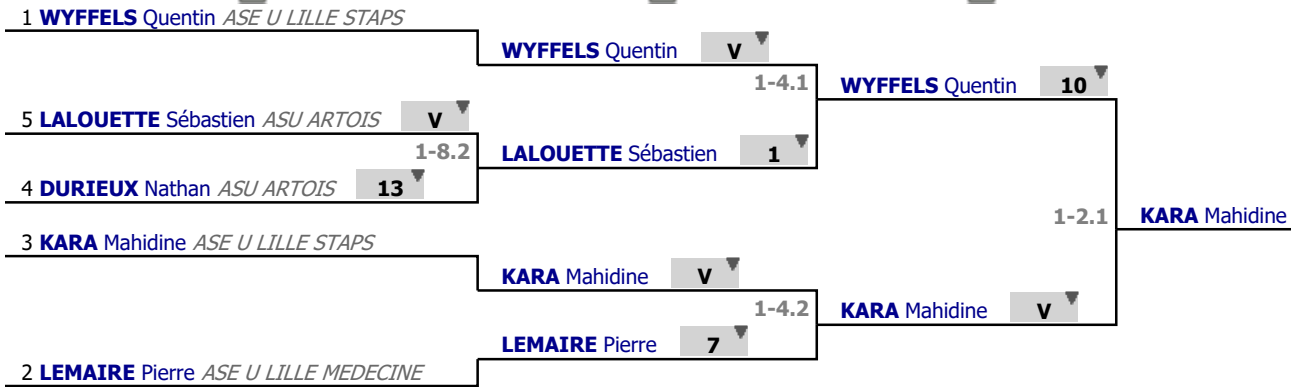 1 WYFFELS Quentin ASE U LILLE STAPS
WYFFELS Quentin V
1-4.1
WYFFELS Quentin 10
5 LALOUETTE Sébastien ASU ARTOIS V
1-8.2
LALOUETTE Sébastien 1
4 DURIEUX Nathan ASU ARTOIS 13
1-2.1
KARA Mahidine
3 KARA Mahidine ASE U LILLE STAPS
KARA Mahidine V
1-4.2
KARA Mahidine V
LEMAIRE Pierre 7
2 LEMAIRE Pierre ASE U LILLE MEDECINE